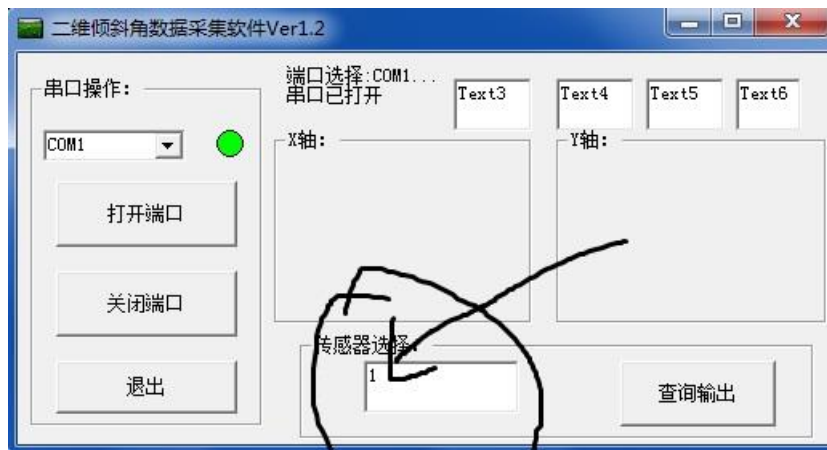 二维倾斜角数据采集软件Ver1.2
串口操作：
端口选择:COM1...
串口已打开
Text3
Text4
Text5
Text6
COM1
X轴：
Y轴：
打开端口
关闭端口
传感器选择：
1
退出
查询输出